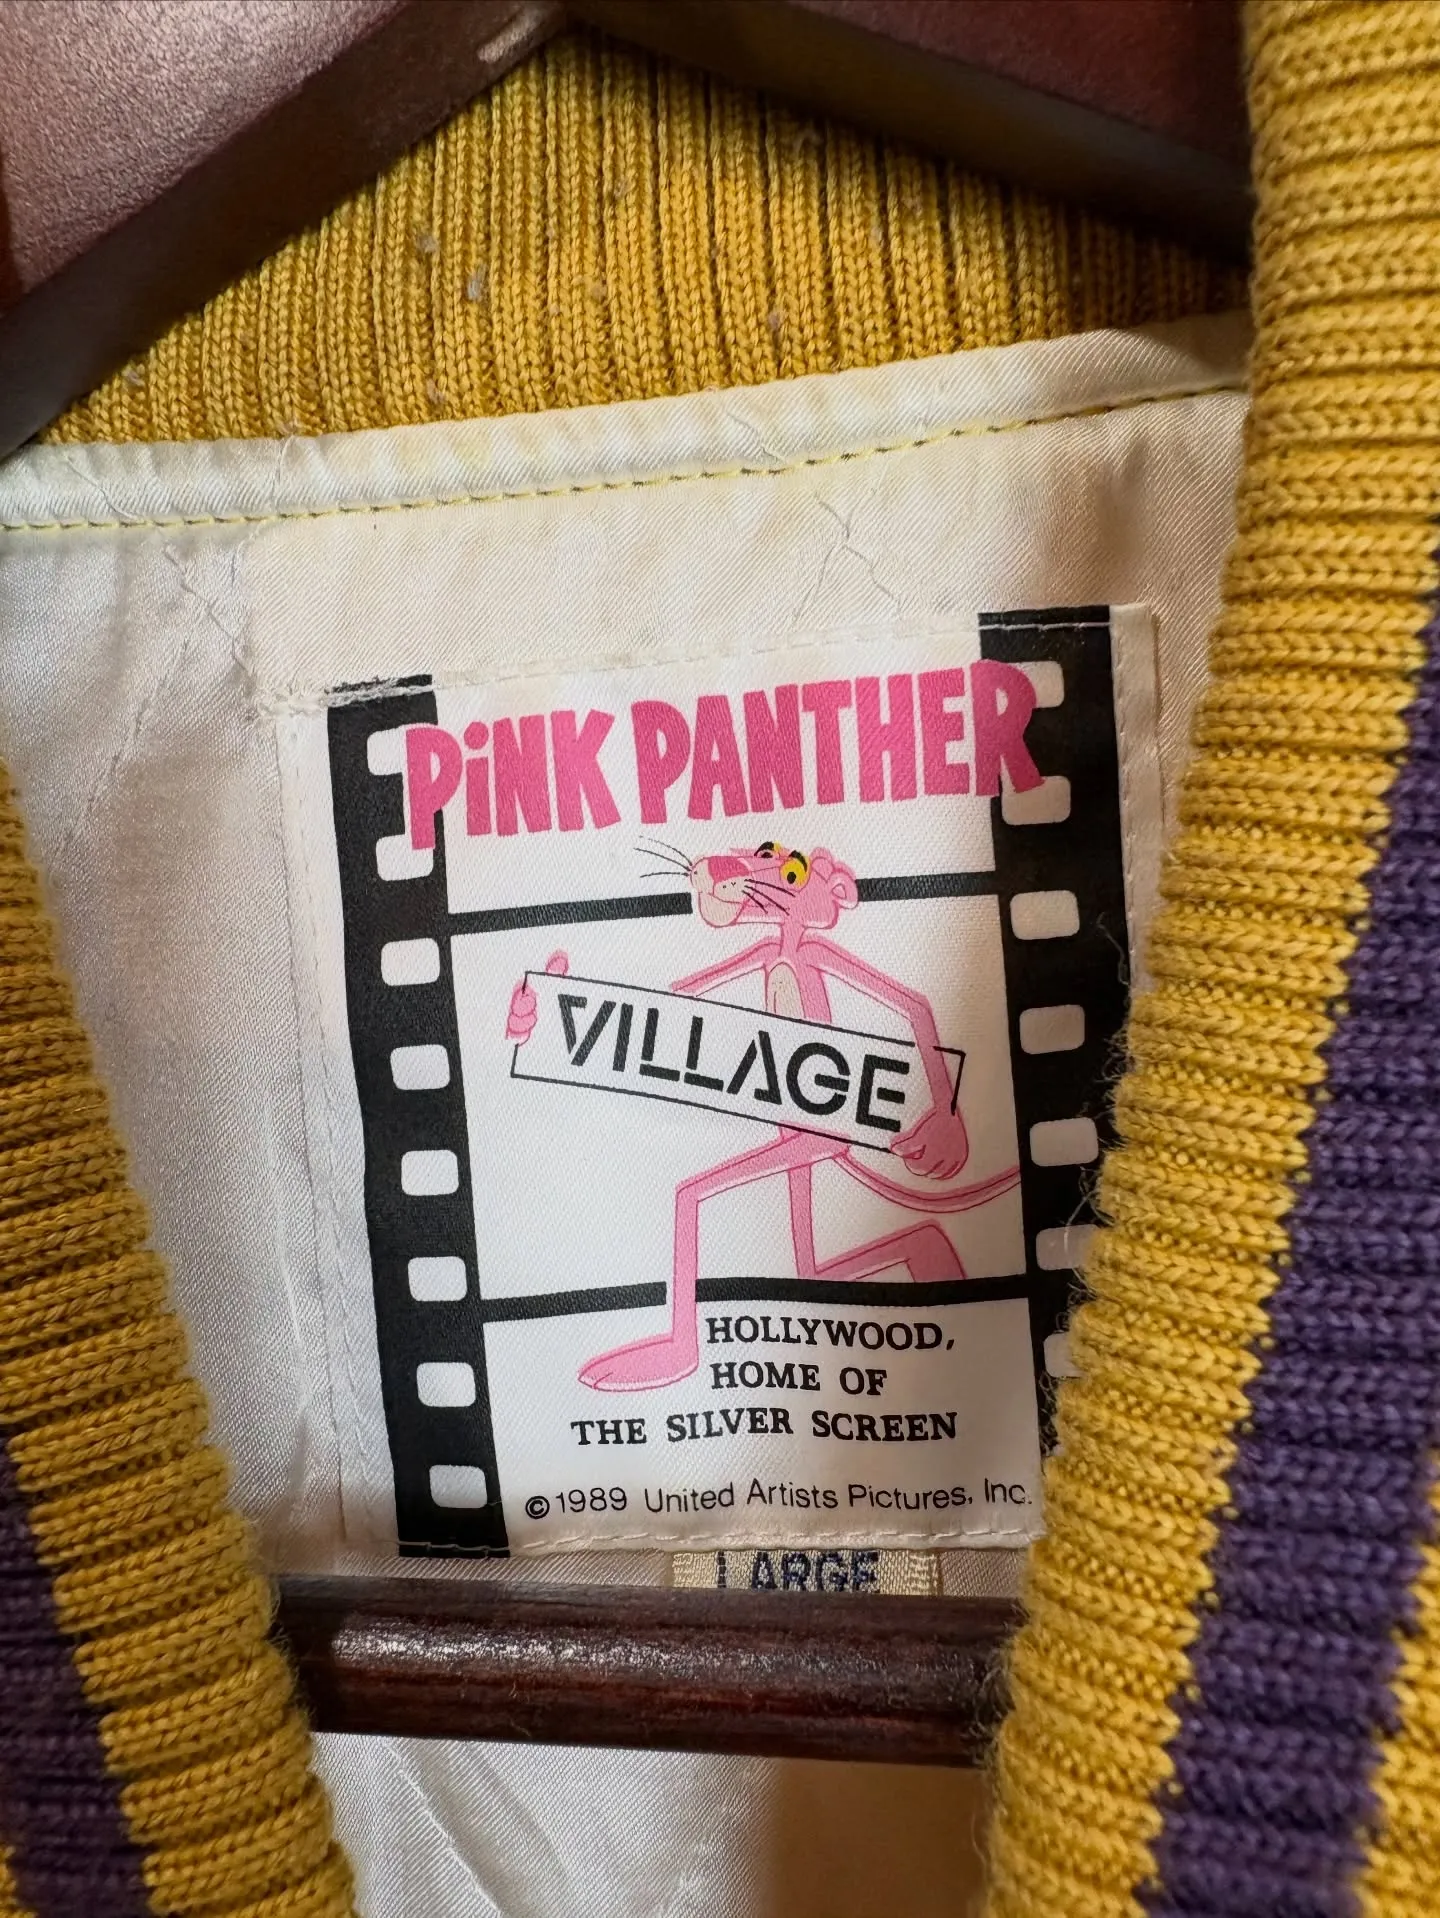 PiNK PANTHER
VILLAGE
HOLLYWOOD,
HOME OF
THE SILVER SCREEN
©1989 United Artists Pictures, Inc.
LARGE